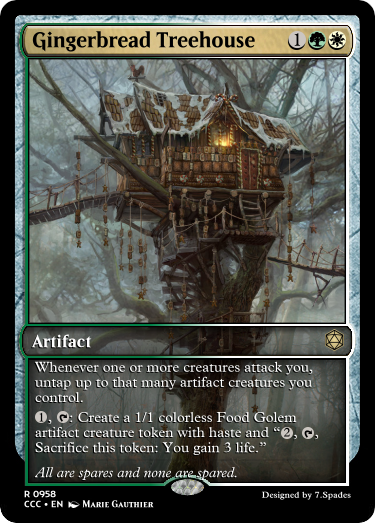 Gingerbread Treehouse 1
Artifact
Whenever one or more creatures attack you,
untap up to that many artifact creatures you
control.
1, : Create a 1/1 colorless Food Golem
artifact creature token with haste and “2, ,
Sacrifice this token: You gain 3 life.”
All are spares and none are spared.
R 0958
CCC • EN Marie Gauthier
Designed by 7.Spades